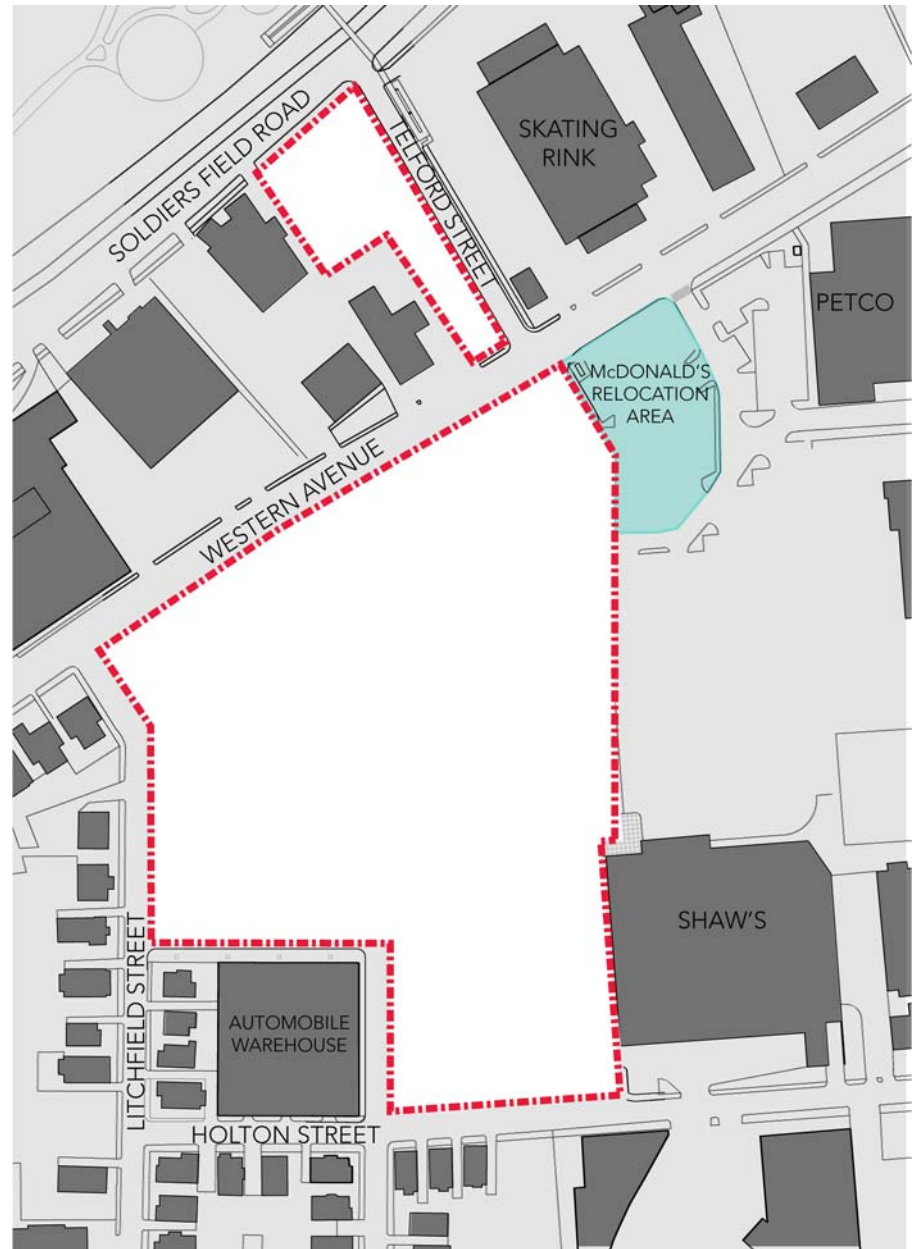 SOLDIERS FIELD ROAD
TELFORD STREET
SKATING
RINK
PETCO
McDONALD'S
RELOCATION
AREA
WESTERN AVENUE
SHAW'S
LITCHFIELD STREET
AUTOMOBILE
WAREHOUSE
HOLTON STREET